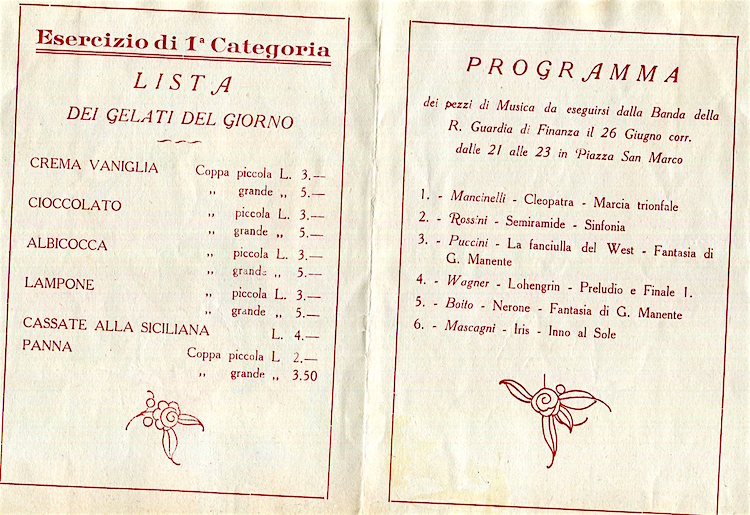 Esercizio di 1ª Categoria
LISTA
DEI GELATI DEL GIORNO
CREMA VANIGLIA Coppa piccola L. 3.—
„ grande „ 5.—
CIOCCOLATO „ piccola L. 3.—
„ grande „ 5.—
ALBICOCCA „ piccola L. 3.—
„ grande „ 5.—
LAMPONE „ piccola L. 3.—
„ grande „ 5.—
CASSATE ALLA SICILIANA L. 4.—
PANNA Coppa piccola L 2.—
„ grande „ 3.50
PROGRAMMA
dei pezzi di Musica da eseguirsi dalla Banda della
R. Guardia di Finanza il 26 Giugno corr.
dalle 21 alle 23 in Piazza San Marco
1. - Mancinelli - Cleopatra - Marcia trionfale
2. - Rossini - Semiramide - Sinfonia
3. - Puccini - La fanciulla del West - Fantasia di
G. Manente
4. - Wagner - Lohengrin - Preludio e Finale 1.
5. - Boito - Nerone - Fantasia di G. Manente
6. - Mascagni - Iris - Inno al Sole